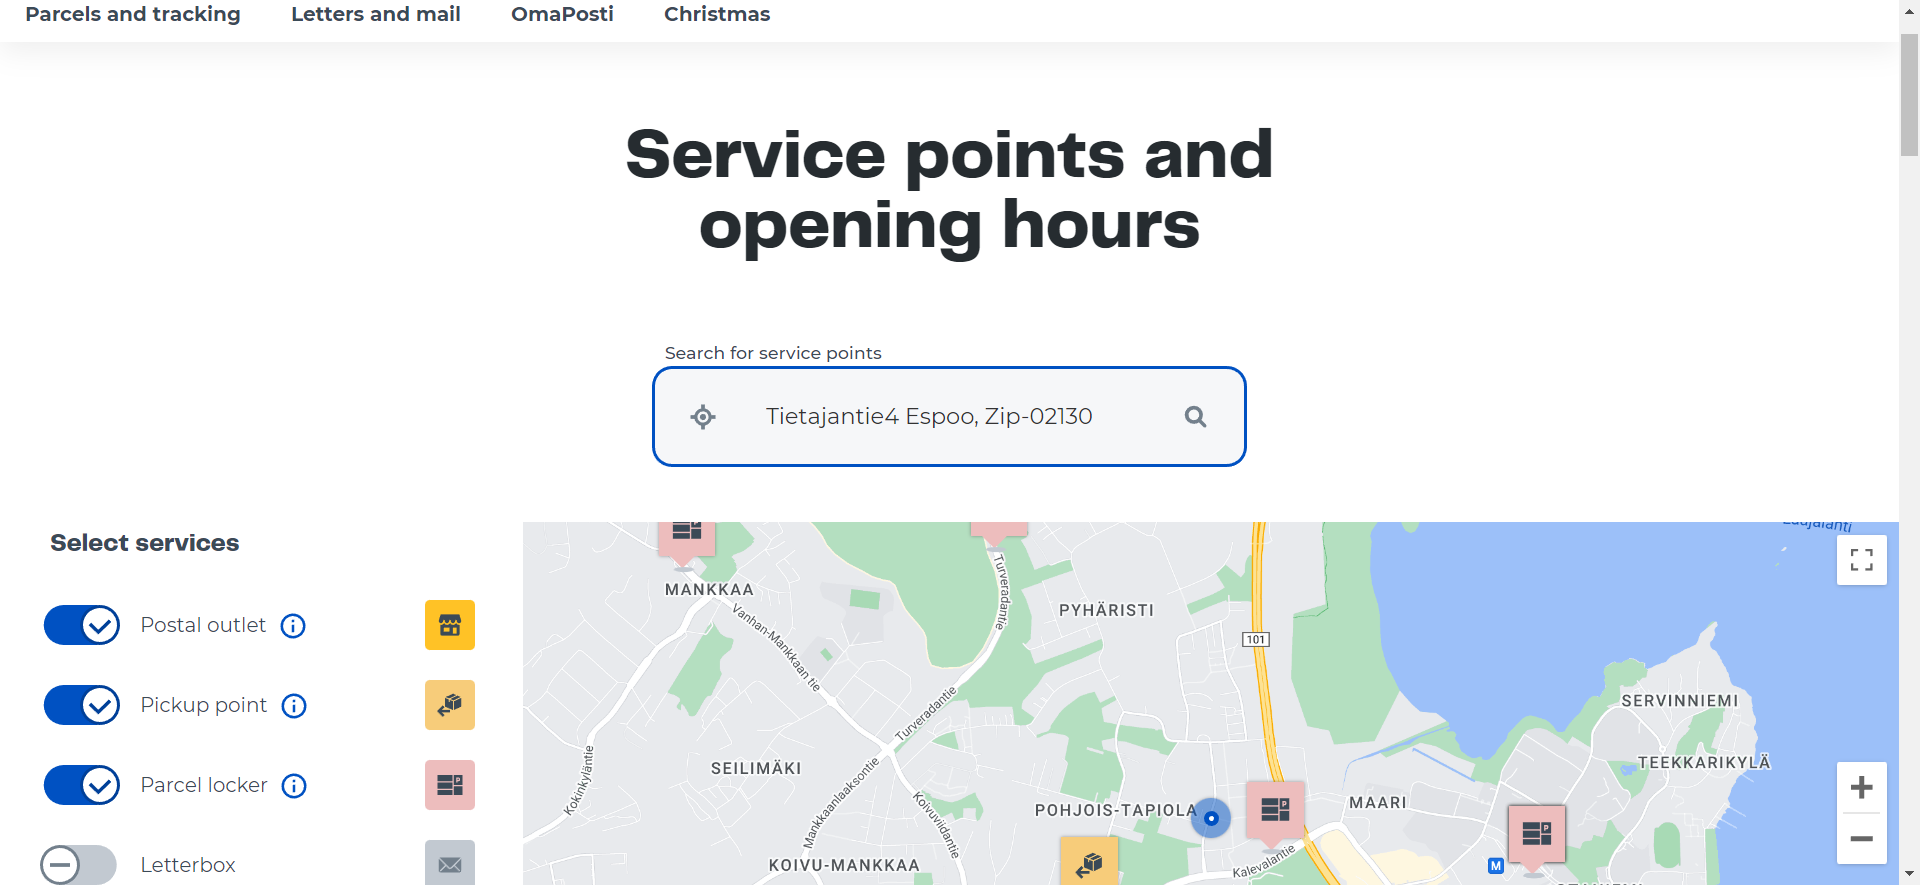 Parcels and tracking Letters and mail OmaPosti Christmas
Service points and
opening hours
Search for service points
Tietajantie4 Espoo, Zip-02130
Select services
Postal outlet
Pickup point
Parcel locker
Letterbox
MANKKAA
Vanhan-Mankkaan tie
Turveradantie
PYHÄRISTI
101
Turveradantie
SERVINNIEMI
Kokinkyläntie
SEILIMÄKI
TEEKKARIKYLÄ
Mankkaanlaaksontie
Koivuviidantie
POHJOIS-TAPIOLA
MAARI
KOIVU-MANKKAA
Kalevalantie
M
P
P
P